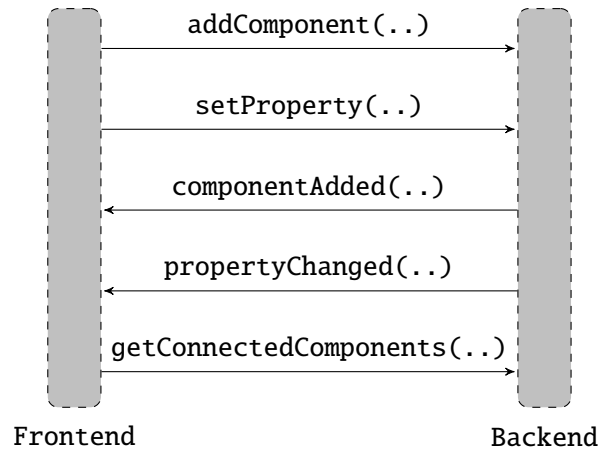 addComponent(..)
setProperty(..)
componentAdded(..)
propertyChanged(..)
getConnectedComponents(..)
Frontend
Backend